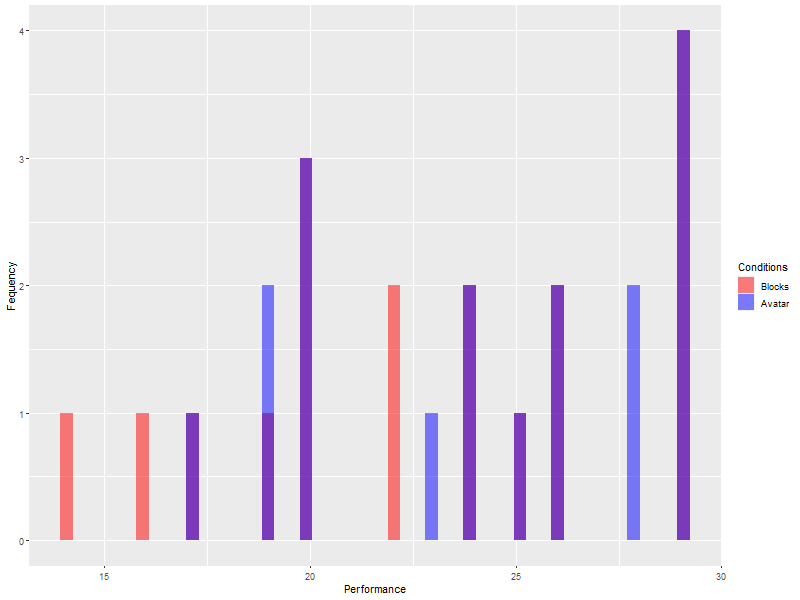 4
3
2
1
0
Fequency
15 20 25 30
Performance
Conditions
Blocks
Avatar